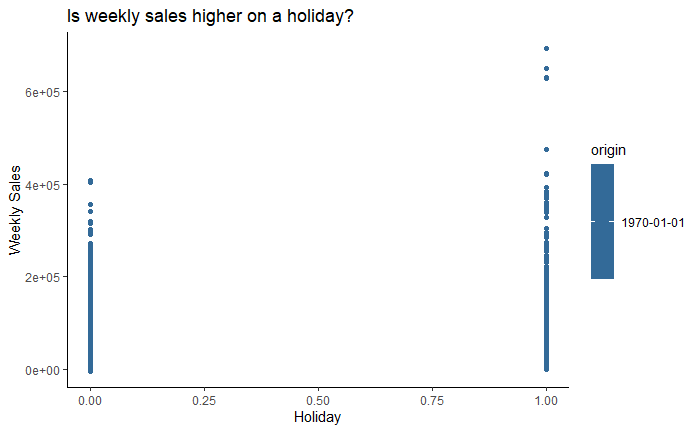 Is weekly sales higher on a holiday?
6e+05
4e+05
2e+05
0e+00
Weekly Sales
0.00 0.25 0.50 0.75 1.00
Holiday
origin
1970-01-01